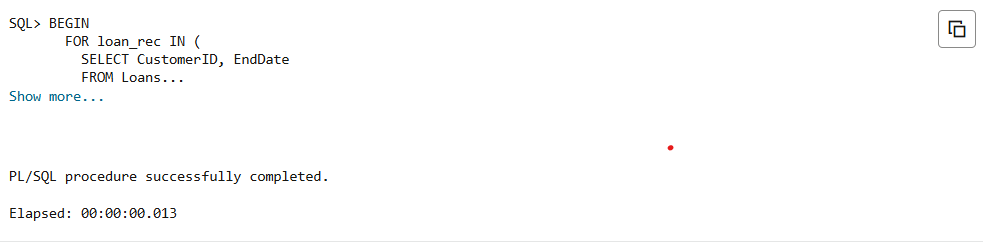 SQL> BEGIN
FOR loan_rec IN (
SELECT CustomerID, EndDate
FROM Loans...
Show more...
PL/SQL procedure successfully completed.
Elapsed: 00:00:00.013